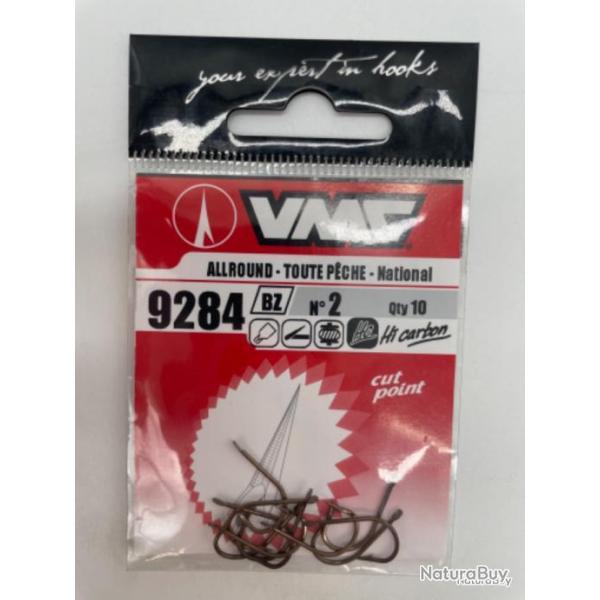 your expert in hooks
VMC
ALLROUND - TOUTE PÊCHE - National
9284 BZ N° 2 Qty 10
Hi carbon
cut
point
NaturaBuy